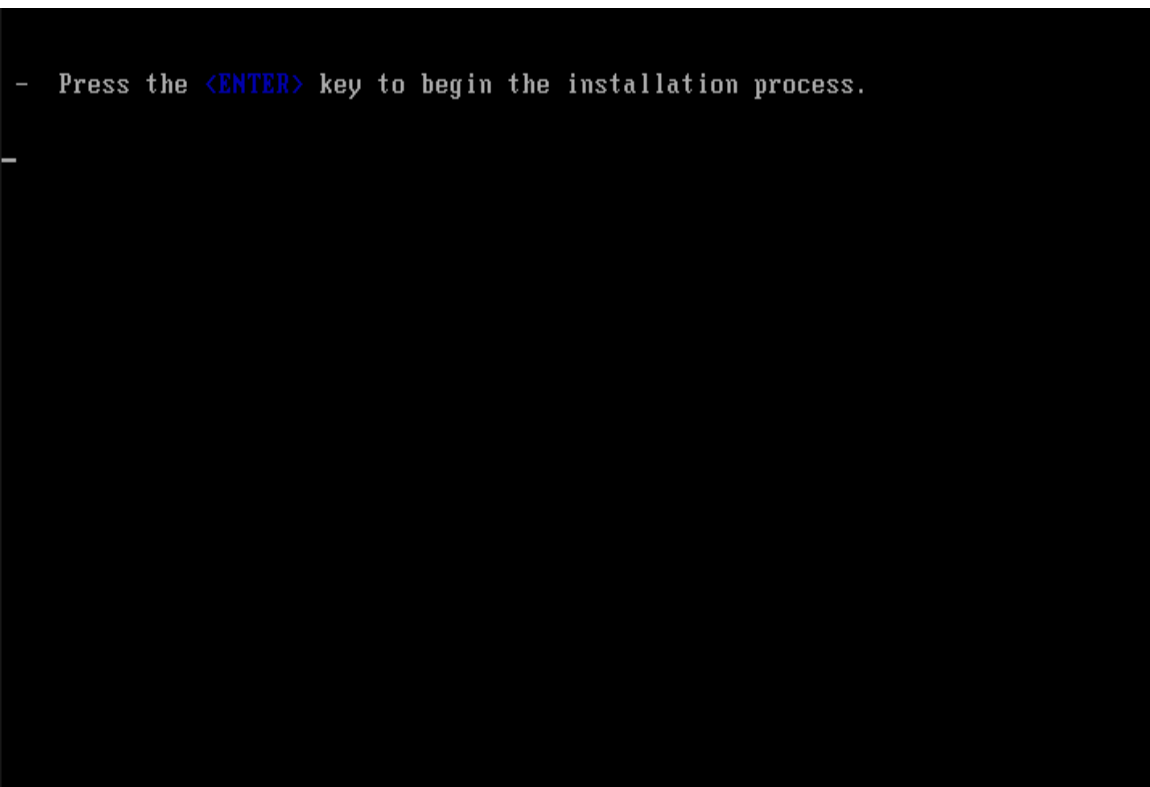 - Press the <ENTER> key to begin the installation process.